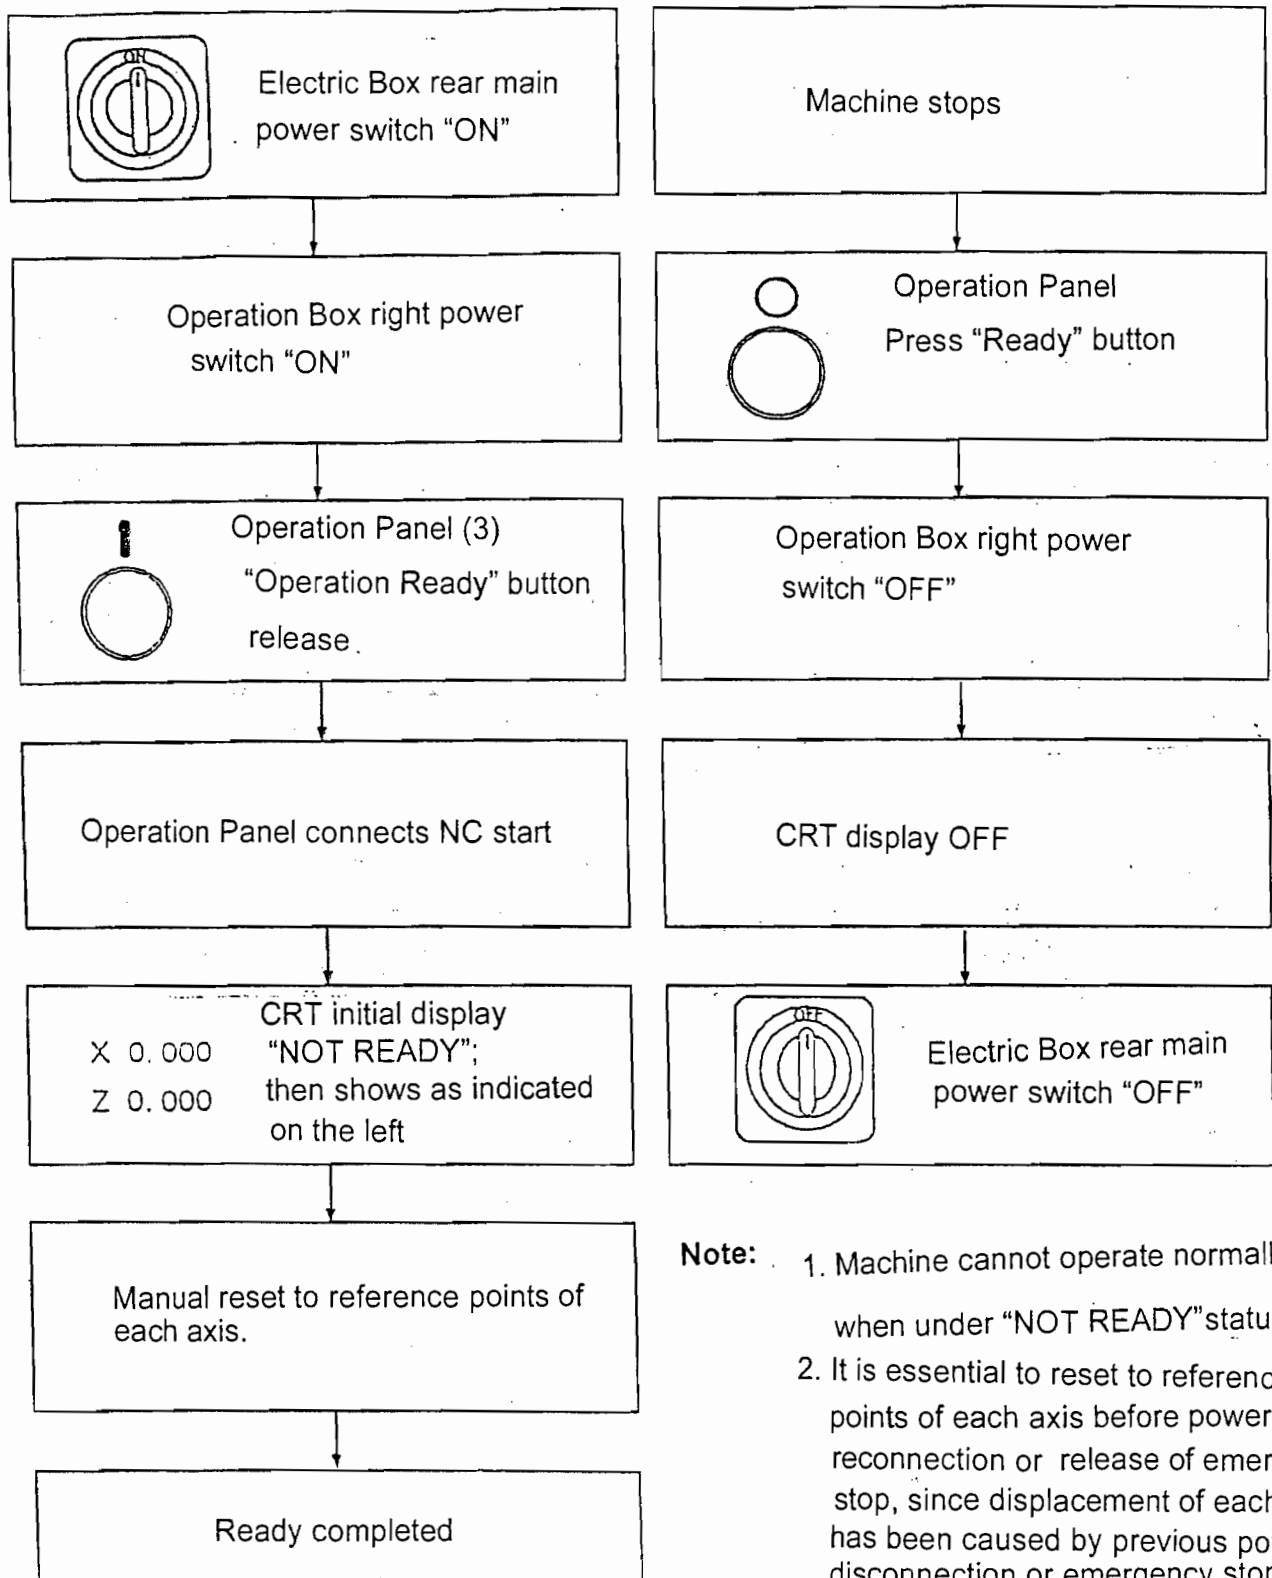 ON
Electric Box rear main
power switch “ON”
Operation Box right power
switch “ON”
Operation Panel (3)
“Operation Ready” button
release.
Operation Panel connects NC start
X 0.000
Z 0.000
CRT initial display
“NOT READY”;
then shows as indicated
on the left
Manual reset to reference points of
each axis.
Ready completed
Machine stops
Operation Panel
Press “Ready” button
Operation Box right power
switch “OFF”
CRT display OFF
OFF
Electric Box rear main
power switch “OFF”
Note:
1. Machine cannot operate normall
when under “NOT READY”statu
2. It is essential to reset to referenc
points of each axis before power
reconnection or release of emer
stop, since displacement of each
has been caused by previous po
disconnection or emergency stor